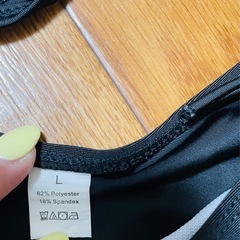 L
82% Polyester
18% Spandex